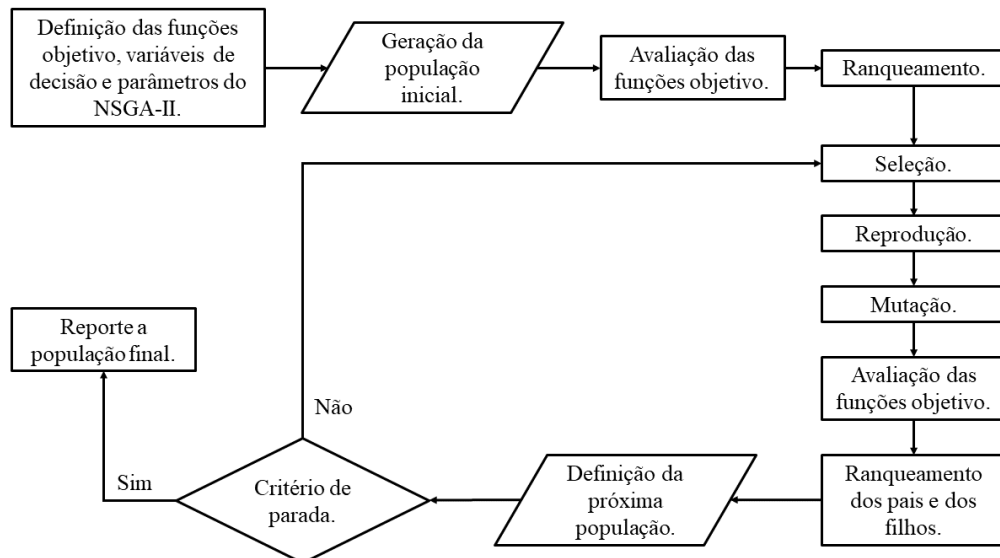 Definição das funções
objetivo, variáveis de
decisão e parâmetros do
NSGA-II.
Geração da
população
inicial.
Avaliação das
funções objetivo.
Ranqueamento.
Seleção.
Reprodução.
Mutação.
Avaliação das
funções objetivo.
Ranqueamento
dos pais e dos
filhos.
Definição da
próxima
população.
Critério de
parada.
Não
Sim
Reporte a
população final.